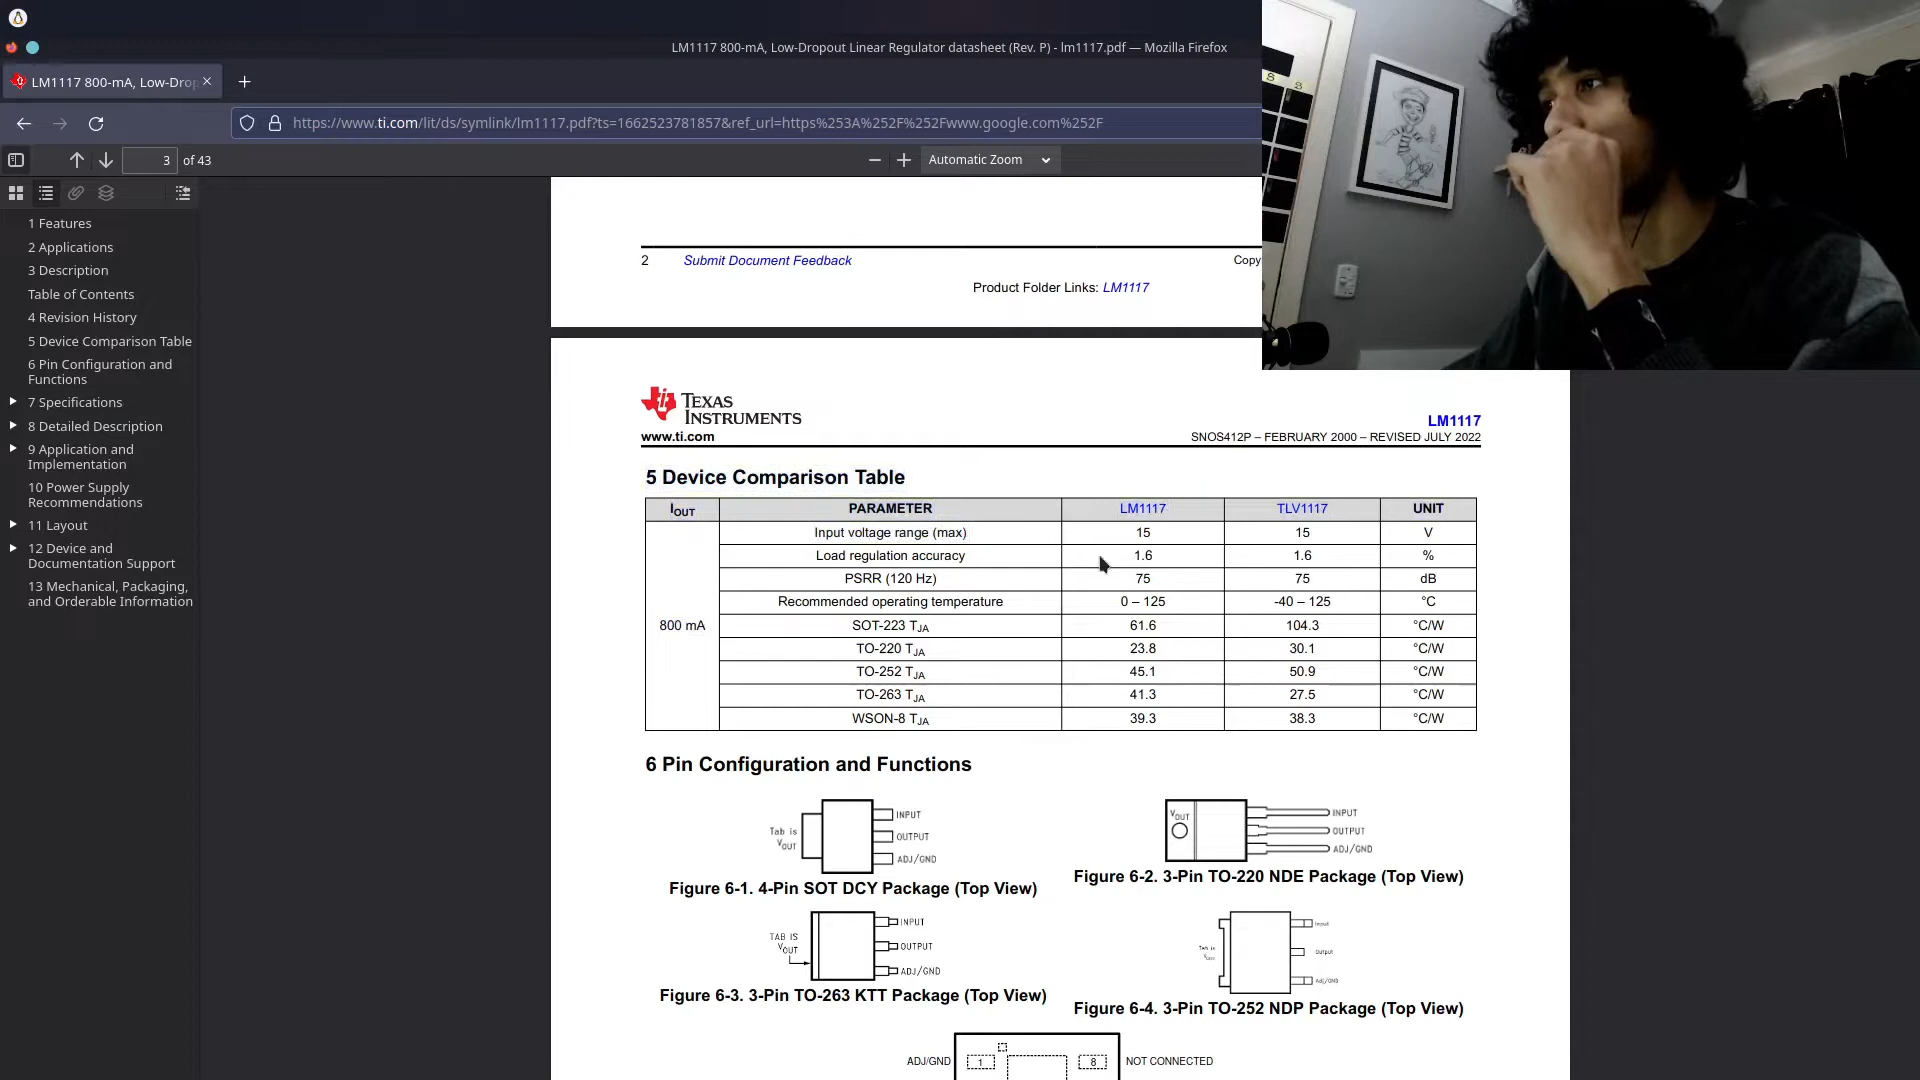 LM1117 800-mA, Low-Dropout Linear Regulator datasheet (Rev. P) - lm1117.pdf — Mozilla Firefox
LM1117 800-mA, Low-Drop
https://www.ti.com/lit/ds/symlink/lm1117.pdf?ts=1662523781857&ref_url=https%253A%252F%252Fwww.google.com%252F
3 of 43
Automatic Zoom
1 Features
2 Applications
3 Description
Table of Contents
4 Revision History
5 Device Comparison Table
6 Pin Configuration and
Functions
7 Specifications
8 Detailed Description
9 Application and
Implementation
10 Power Supply
Recommendations
11 Layout
12 Device and
Documentation Support
13 Mechanical, Packaging,
and Orderable Information
2 Submit Document Feedback Copy
Product Folder Links: LM1117
TEXAS
INSTRUMENTS
www.ti.com
LM1117
SNOS412P – FEBRUARY 2000 – REVISED JULY 2022
5 Device Comparison Table
IOUT PARAMETER LM1117 TLV1117 UNIT
800 mA
Input voltage range (max) 15 15 V
Load regulation accuracy 1.6 1.6 %
PSRR (120 Hz) 75 75 dB
Recommended operating temperature 0 – 125 -40 – 125 °C
SOT-223 TJA 61.6 104.3 °C/W
TO-220 TJA 23.8 30.1 °C/W
TO-252 TJA 45.1 50.9 °C/W
TO-263 TJA 41.3 27.5 °C/W
WSON-8 TJA 39.3 38.3 °C/W
6 Pin Configuration and Functions
Tab is
VOUT
INPUT
OUTPUT
ADJ/GND
Figure 6-1. 4-Pin SOT DCY Package (Top View)
VOUT
INPUT
OUTPUT
ADJ/GND
Figure 6-2. 3-Pin TO-220 NDE Package (Top View)
TAB IS
VOUT
INPUT
OUTPUT
ADJ/GND
Figure 6-3. 3-Pin TO-263 KTT Package (Top View)
Tab is
VOUT
Input
Output
Adj/GND
Figure 6-4. 3-Pin TO-252 NDP Package (Top View)
ADJ/GND 1 8 NOT CONNECTED
S
S